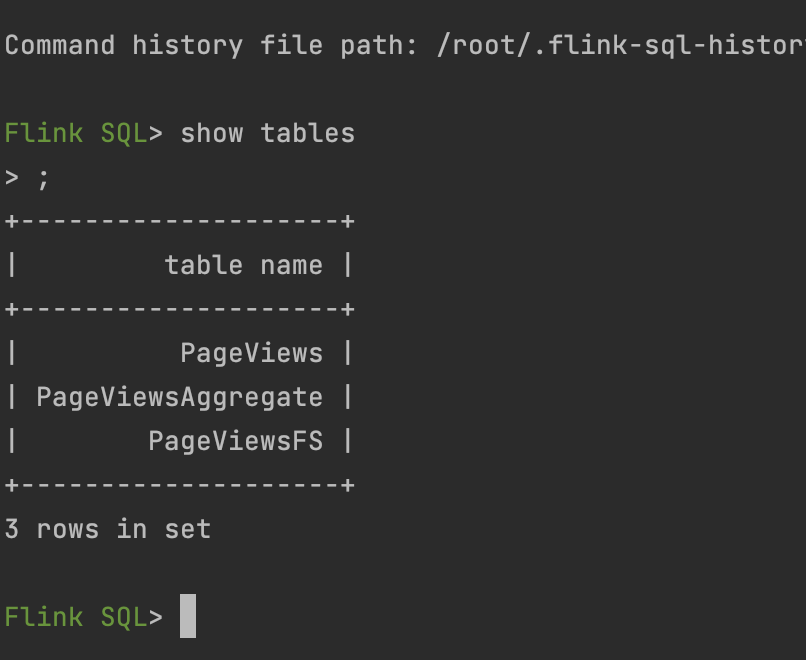 Command history file path: /root/.flink-sql-histor
Flink SQL> show tables
> ;
+--------------------+
|         table name |
+--------------------+
|          PageViews |
| PageViewsAggregate |
|        PageViewsFS |
+--------------------+
3 rows in set
Flink SQL>